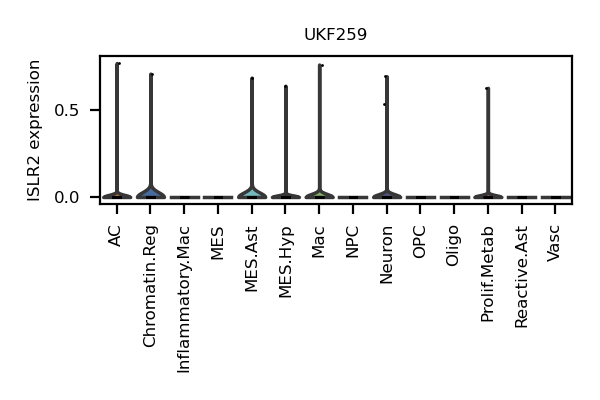 UKF259
ISLR2 expression
0.5
0.0
AC
Chromatin.Reg
Inflammatory.Mac
MES
MES.Ast
MES.Hyp
Mac
NPC
Neuron
OPC
Oligo
Prolif.Metab
Reactive.Ast
Vasc